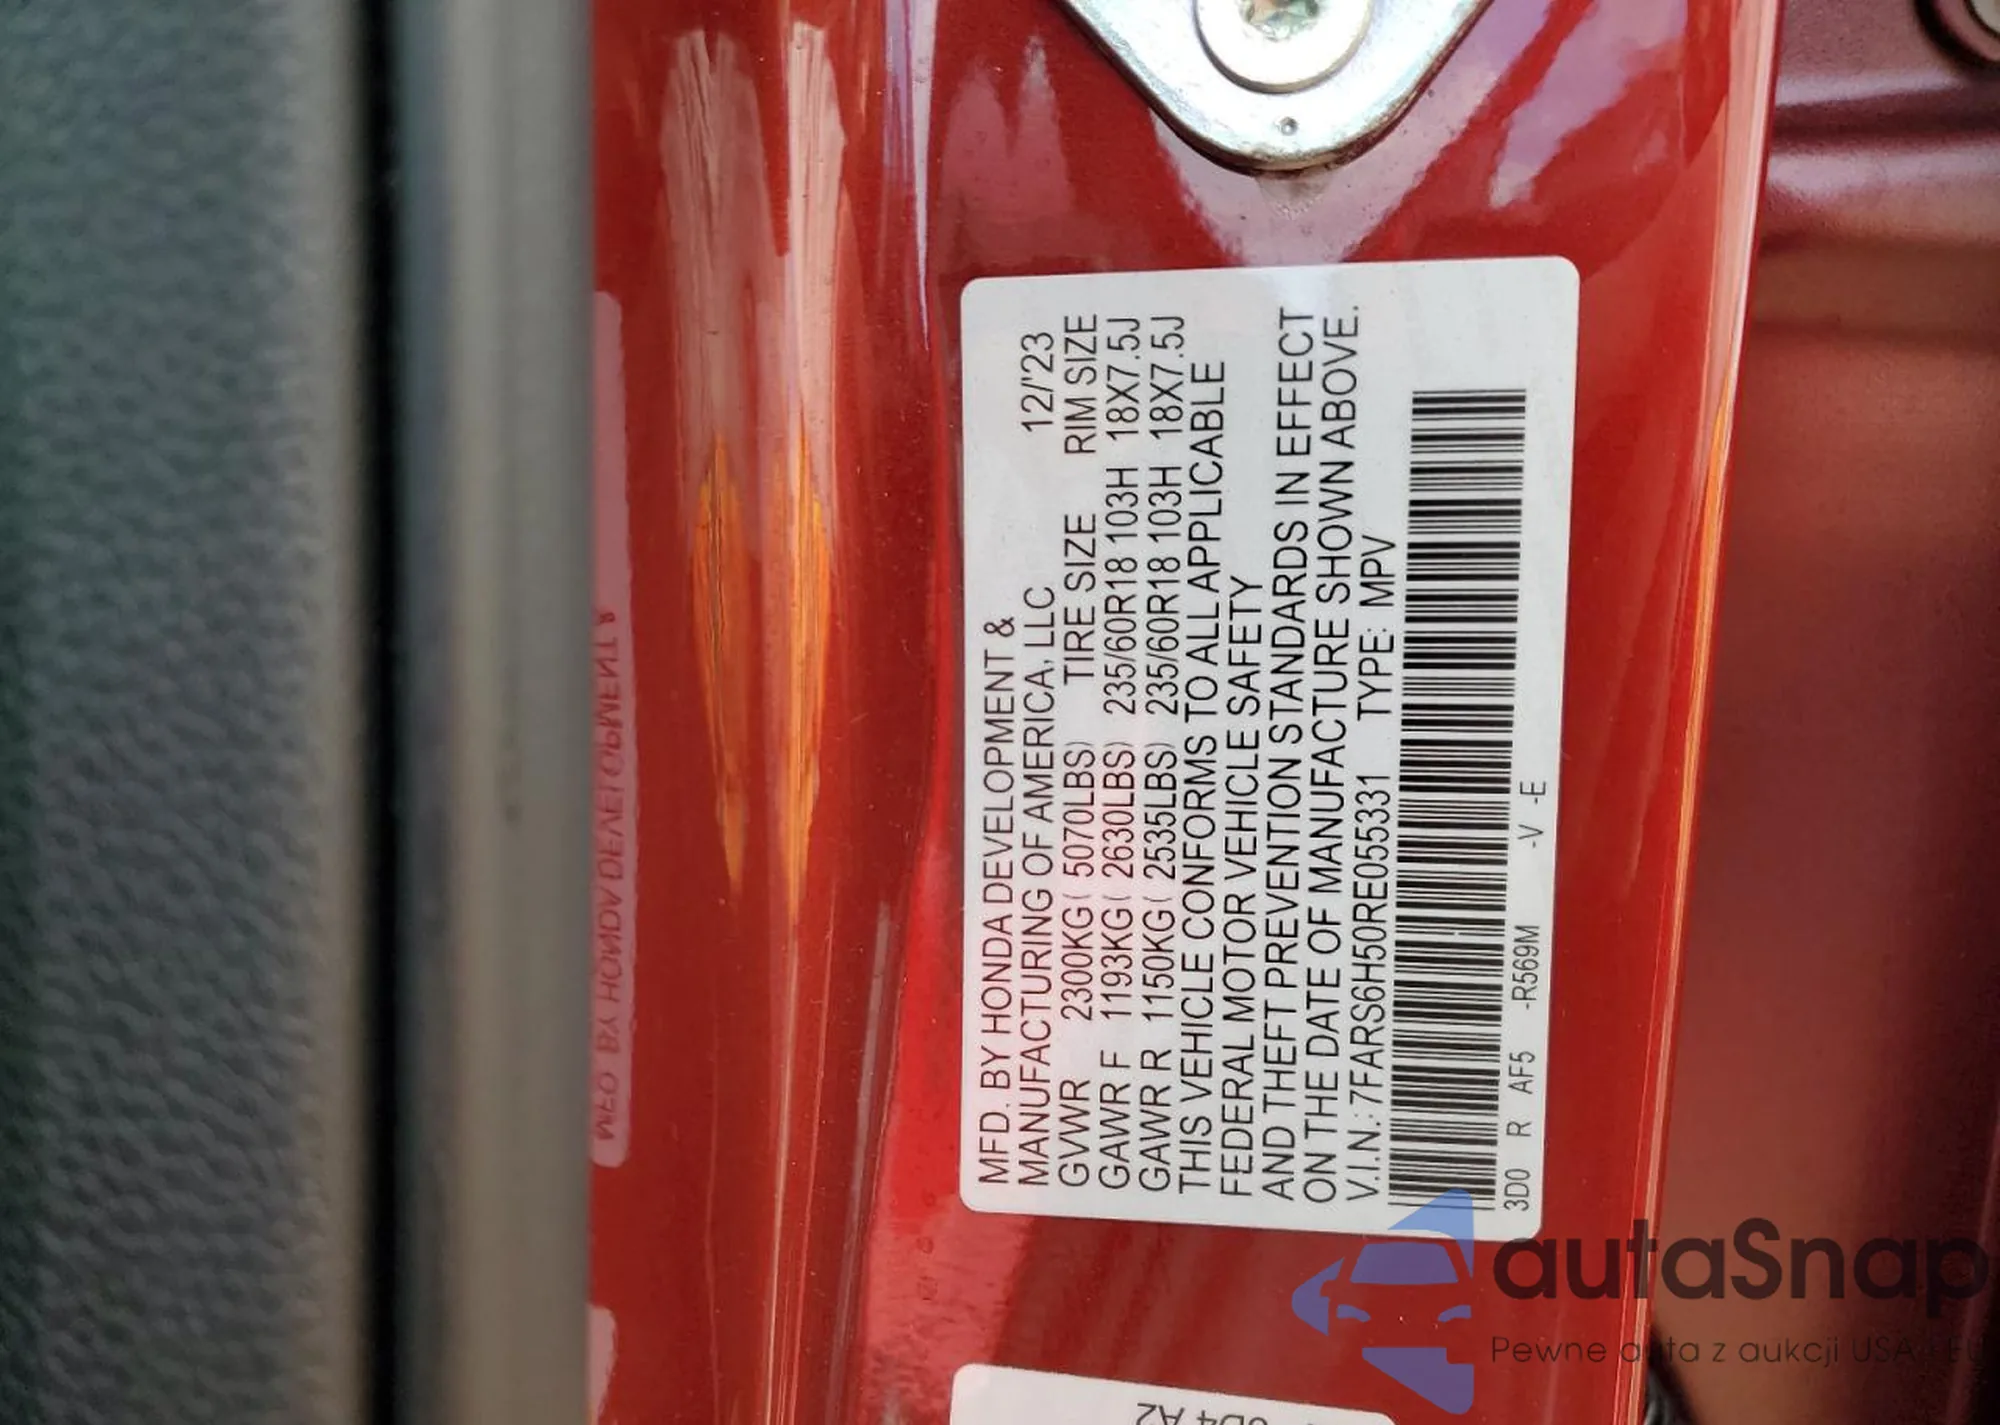 MFD. BY HONDA DEVELOPMENT &
MANUFACTURING OF AMERICA, LLC 12/'23
GVWR 2300KG( 5070LBS) TIRE SIZE RIM SIZE
GAWR F 1193KG( 2630LBS) 235/60R18 103H 18X7.5J
GAWR R 1150KG( 2535LBS) 235/60R18 103H 18X7.5J
THIS VEHICLE CONFORMS TO ALL APPLICABLE
FEDERAL MOTOR VEHICLE SAFETY
AND THEFT PREVENTION STANDARDS IN EFFECT
ON THE DATE OF MANUFACTURE SHOWN ABOVE.
V.I.N.: 7FARS6H50RE055331 TYPE: MPV
3D0 R AF5 -R569M -V -E
autaSnap
Pewne auta z aukcji USA i EU